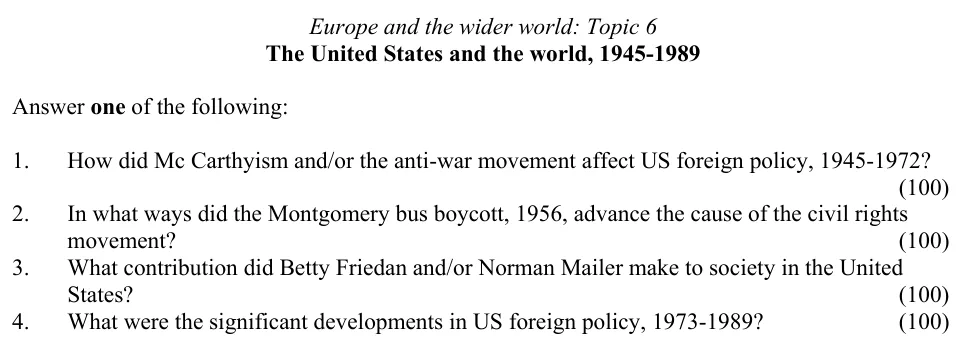 Europe and the wider world: Topic 6
The United States and the world, 1945-1989
Answer one of the following:
1. How did Mc Carthyism and/or the anti-war movement affect US foreign policy, 1945-1972?
(100)
2. In what ways did the Montgomery bus boycott, 1956, advance the cause of the civil rights
movement? (100)
3. What contribution did Betty Friedan and/or Norman Mailer make to society in the United
States? (100)
4. What were the significant developments in US foreign policy, 1973-1989? (100)